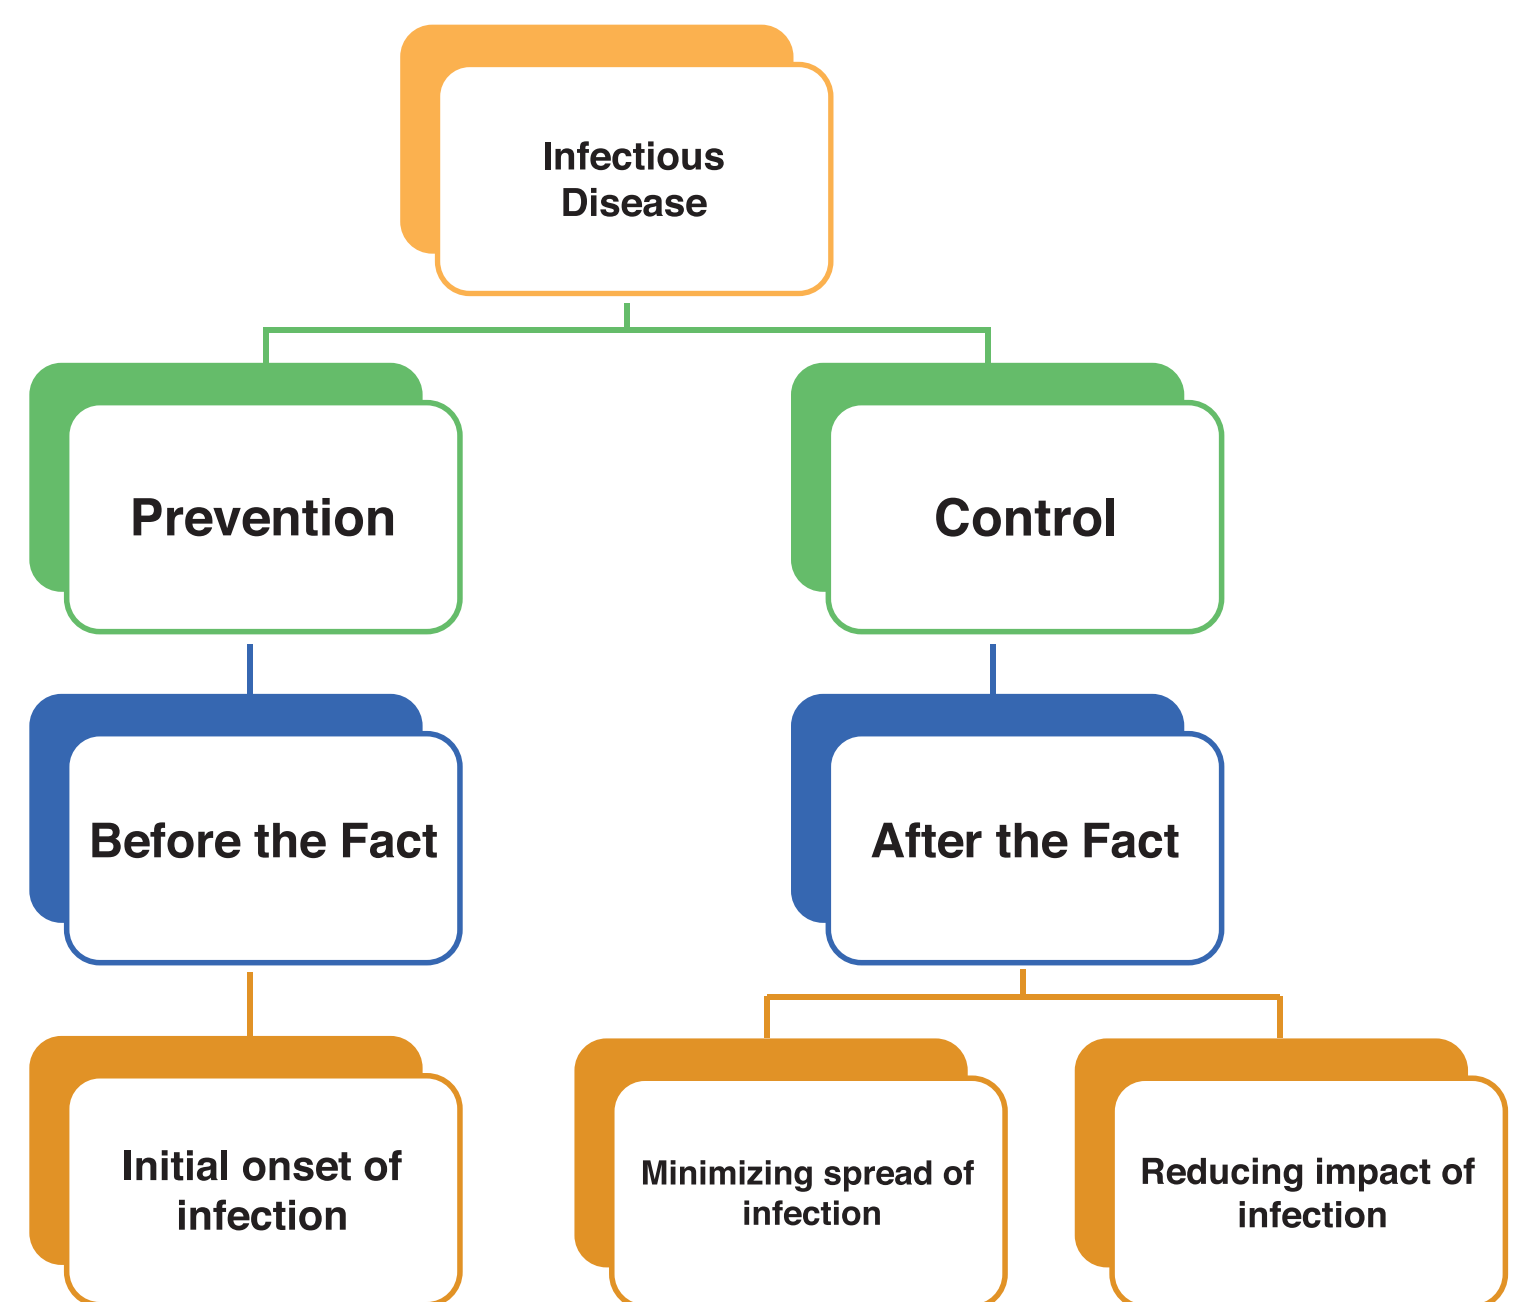 Infectious
Disease
Prevention
Control
Before the Fact
After the Fact
Initial onset of
infection
Minimizing spread of
infection
Reducing impact of
infection